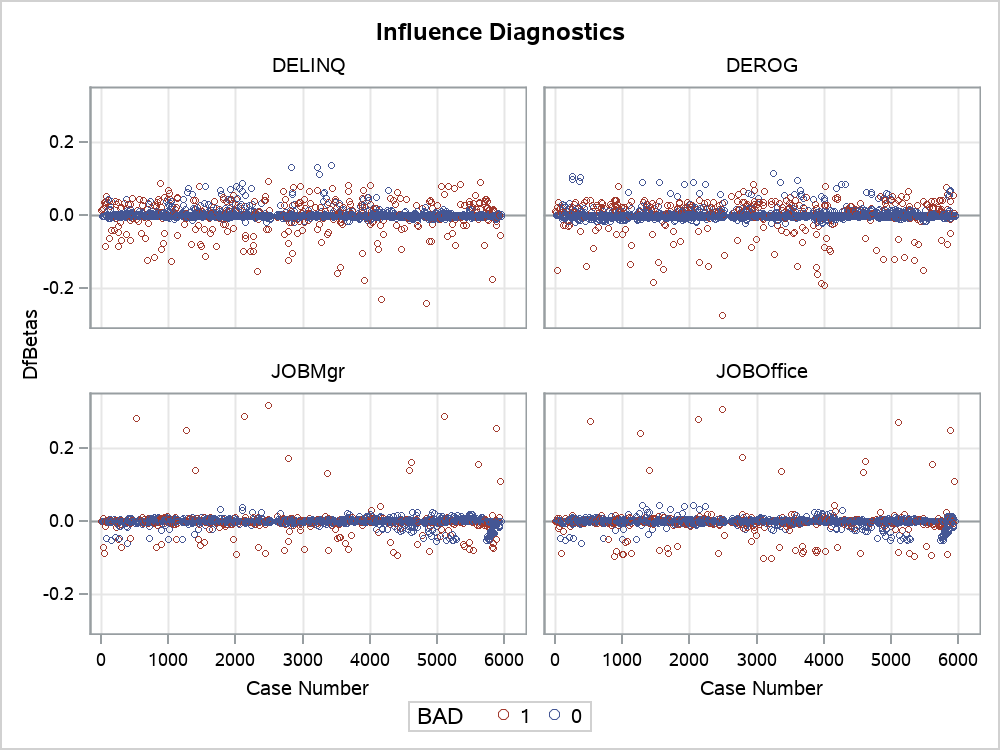 Influence Diagnostics
DELINQ DEROG
0.2
0.0
-0.2
DfBetas
JOBMgr JOBOffice
0.2
0.0
-0.2
0 1000 2000 3000 4000 5000 6000 0 1000 2000 3000 4000 5000 6000
Case Number Case Number
BAD 1 0